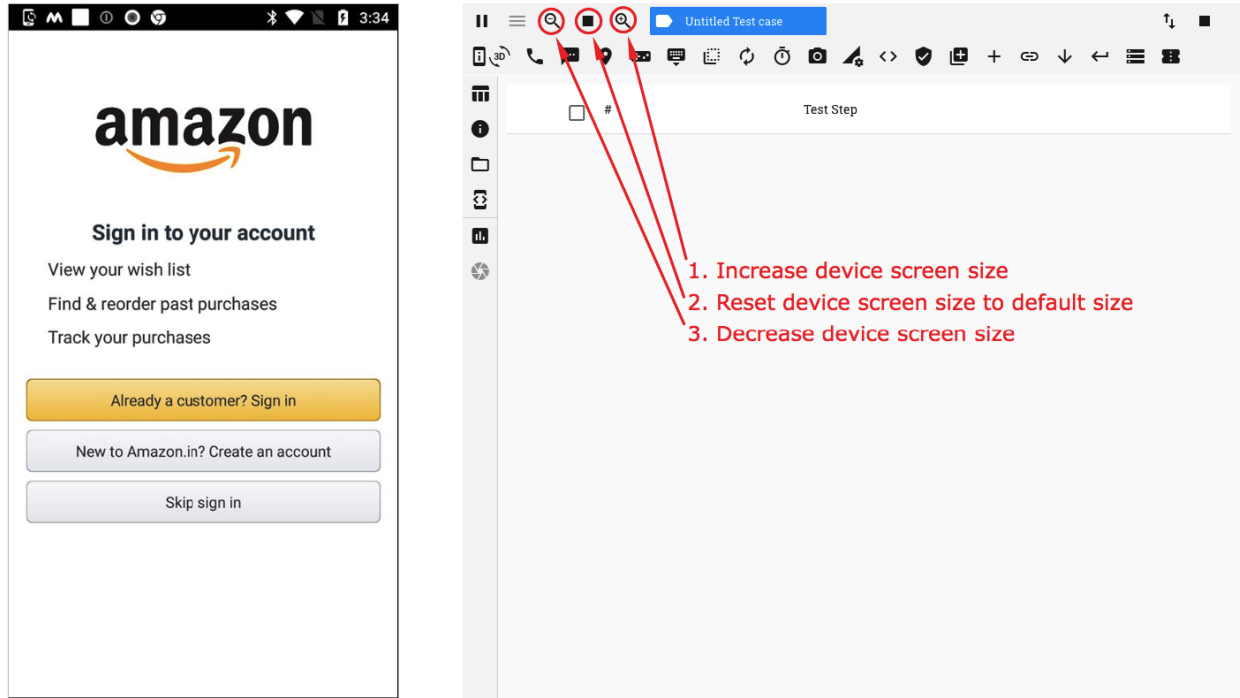 3:34
amazon
Sign in to your account
View your wish list
Find & reorder past purchases
Track your purchases
Already a customer? Sign in
New to Amazon.in? Create an account
Skip sign in
Untitled Test case
3D
# Test Step
1. Increase device screen size
2. Reset device screen size to default size
3. Decrease device screen size